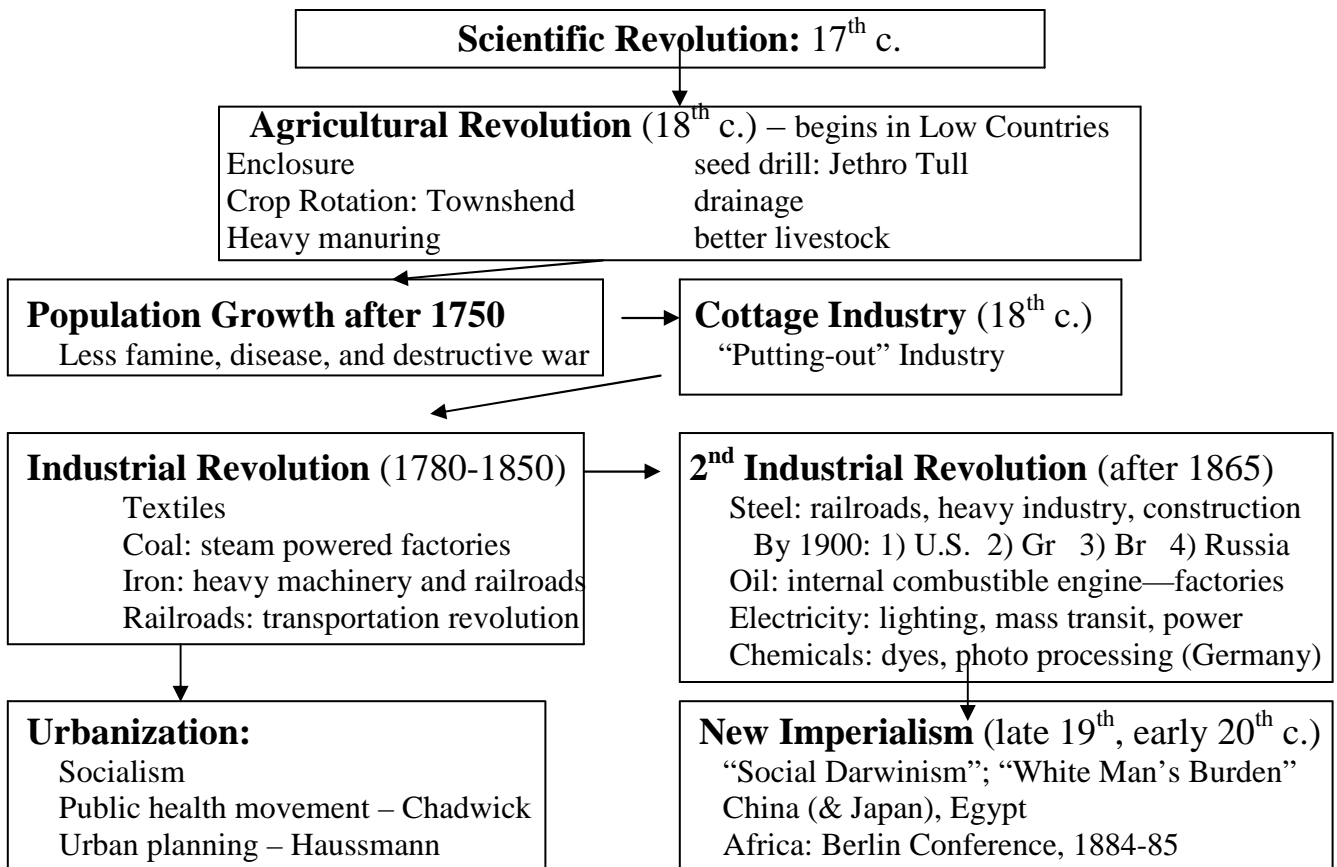 Scientific Revolution: 17th c.
Agricultural Revolution (18th c.) – begins in Low Countries
Enclosure seed drill: Jethro Tull
Crop Rotation: Townshend drainage
Heavy manuring better livestock
Population Growth after 1750
Less famine, disease, and destructive war
Cottage Industry (18th c.)
“Putting-out” Industry
Industrial Revolution (1780-1850)
Textiles
Coal: steam powered factories
Iron: heavy machinery and railroads
Railroads: transportation revolution
2nd Industrial Revolution (after 1865)
Steel: railroads, heavy industry, construction
By 1900: 1) U.S. 2) Gr 3) Br 4) Russia
Oil: internal combustible engine—factories
Electricity: lighting, mass transit, power
Chemicals: dyes, photo processing (Germany)
Urbanization:
Socialism
Public health movement – Chadwick
Urban planning – Haussmann
New Imperialism (late 19th, early 20th c.)
“Social Darwinism”; “White Man’s Burden”
China (& Japan), Egypt
Africa: Berlin Conference, 1884-85